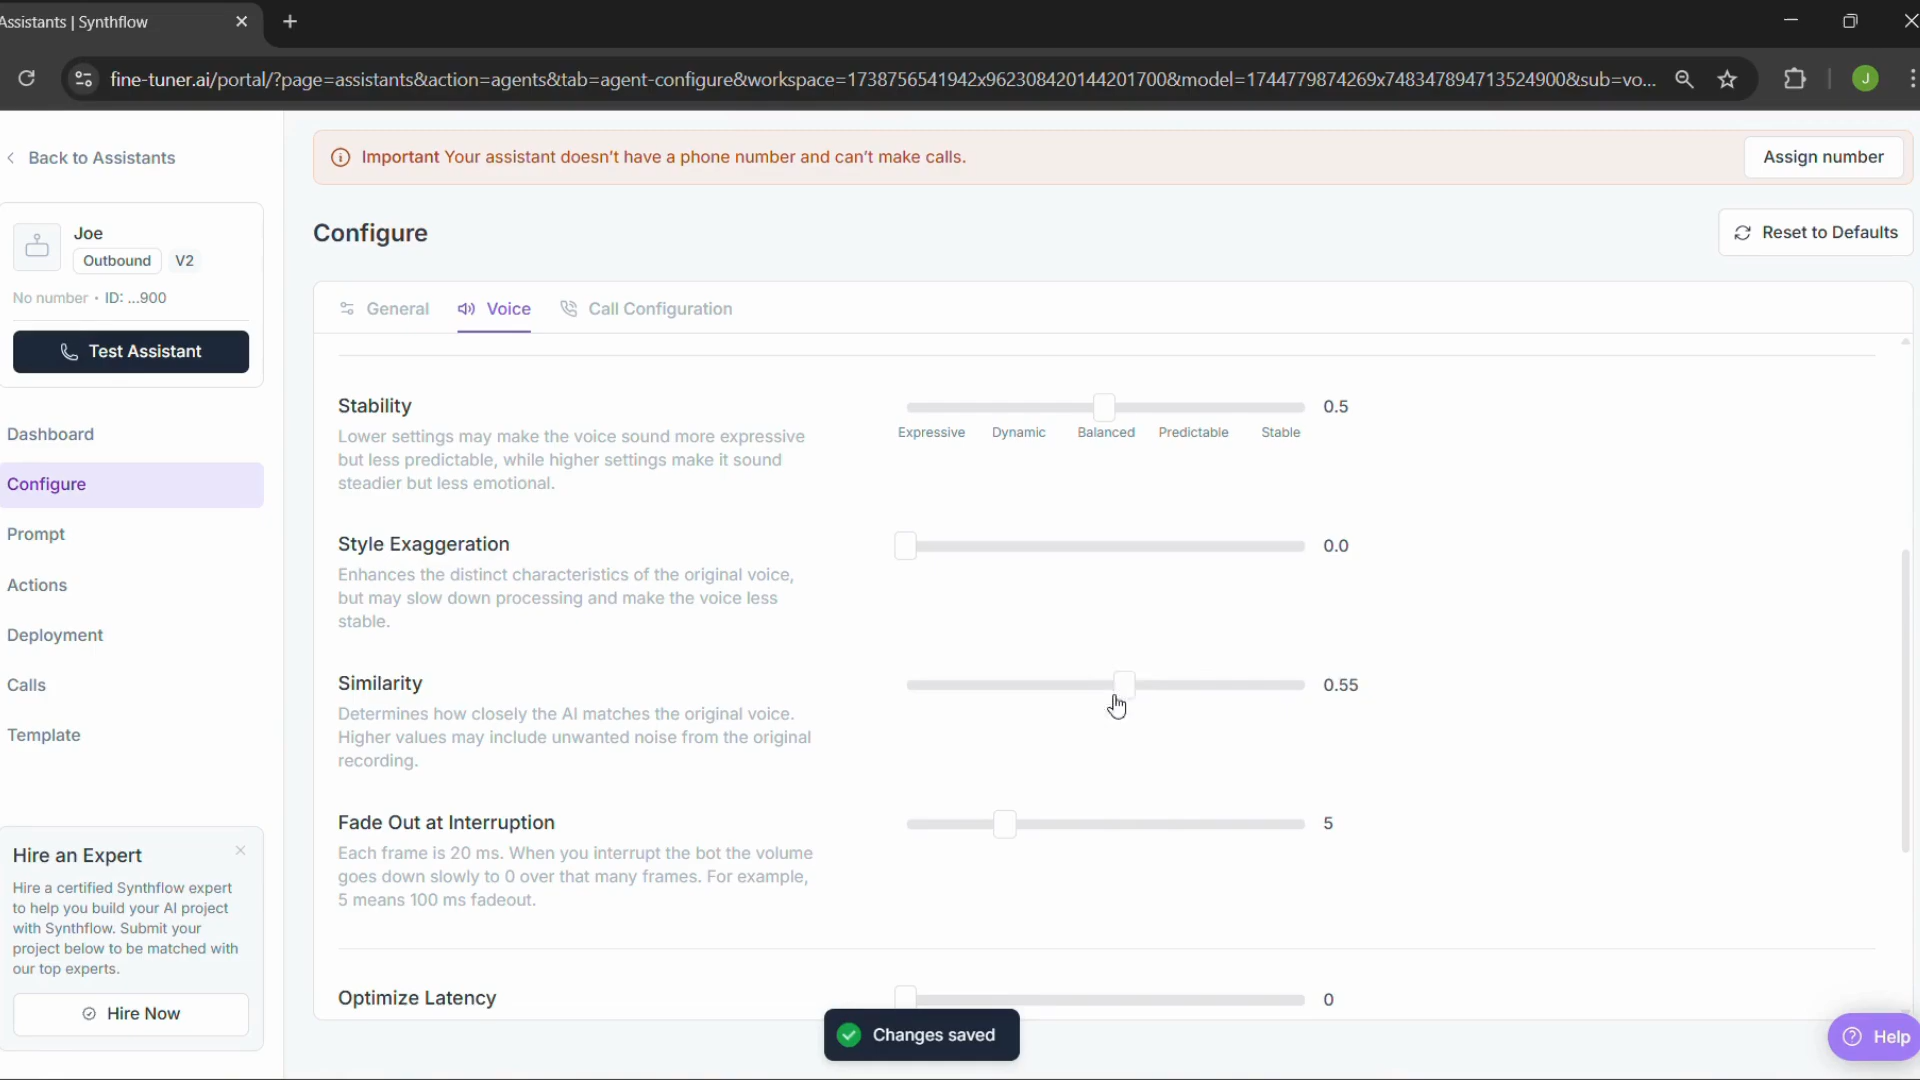 Assistants | Synthflow
fine-tuner.ai/portal/?page=assistants&action=agents&tab=agent-configure&workspace=1738756541942x962308420144201700&model=1744779874269x748347894713524900&sub=vo...
J
Back to Assistants
Important Your assistant doesn't have a phone number and can't make calls.
Assign number
Joe
Outbound V2
No number • ID: ...900
Test Assistant
Dashboard
Configure
Prompt
Actions
Deployment
Calls
Template
Hire an Expert
Hire a certified Synthflow expert
to help you build your AI project
with Synthflow. Submit your
project below to be matched with
our top experts.
Hire Now
Configure
Reset to Defaults
General Voice Call Configuration
Stability
Lower settings may make the voice sound more expressive
but less predictable, while higher settings make it sound
steadier but less emotional.
0.5
Expressive Dynamic Balanced Predictable Stable
Style Exaggeration
Enhances the distinct characteristics of the original voice,
but may slow down processing and make the voice less
stable.
0.0
Similarity
Determines how closely the AI matches the original voice.
Higher values may include unwanted noise from the original
recording.
0.55
Fade Out at Interruption
Each frame is 20 ms. When you interrupt the bot the volume
goes down slowly to 0 over that many frames. For example,
5 means 100 ms fadeout.
5
Optimize Latency
0
Changes saved
Help